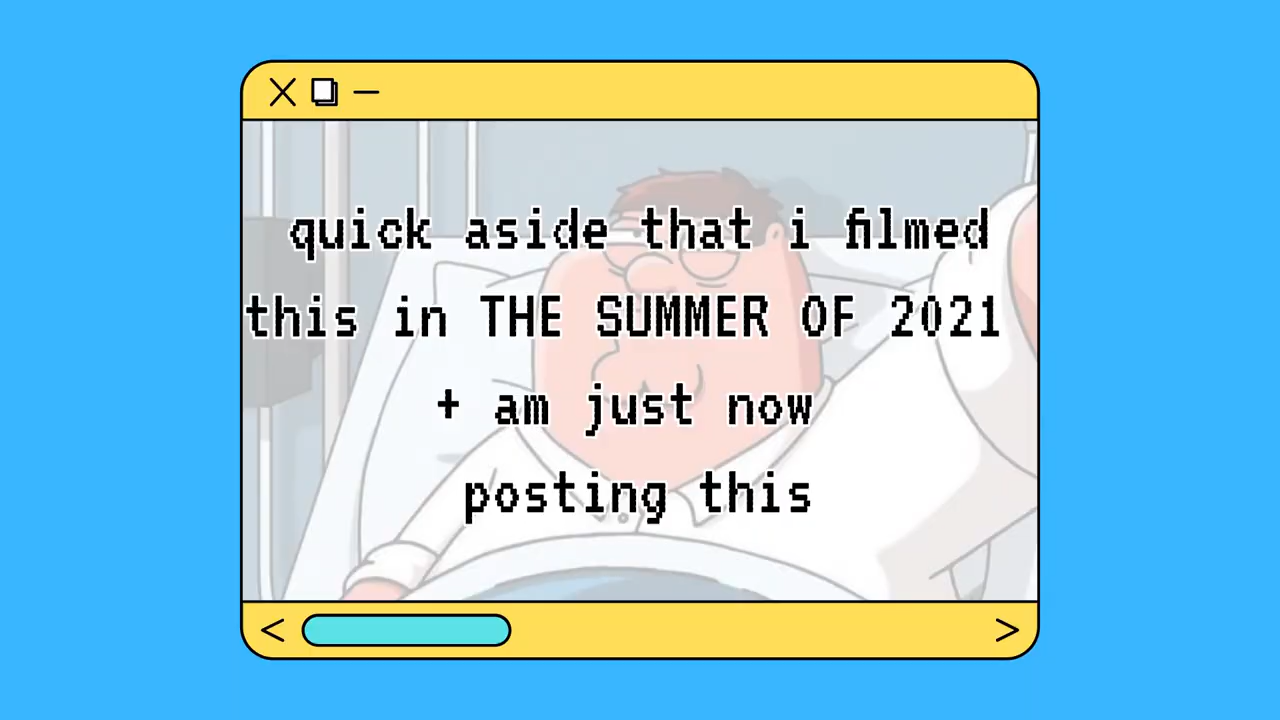 quick aside that i filmed
this in THE SUMMER OF 2021
+ am just now
posting this